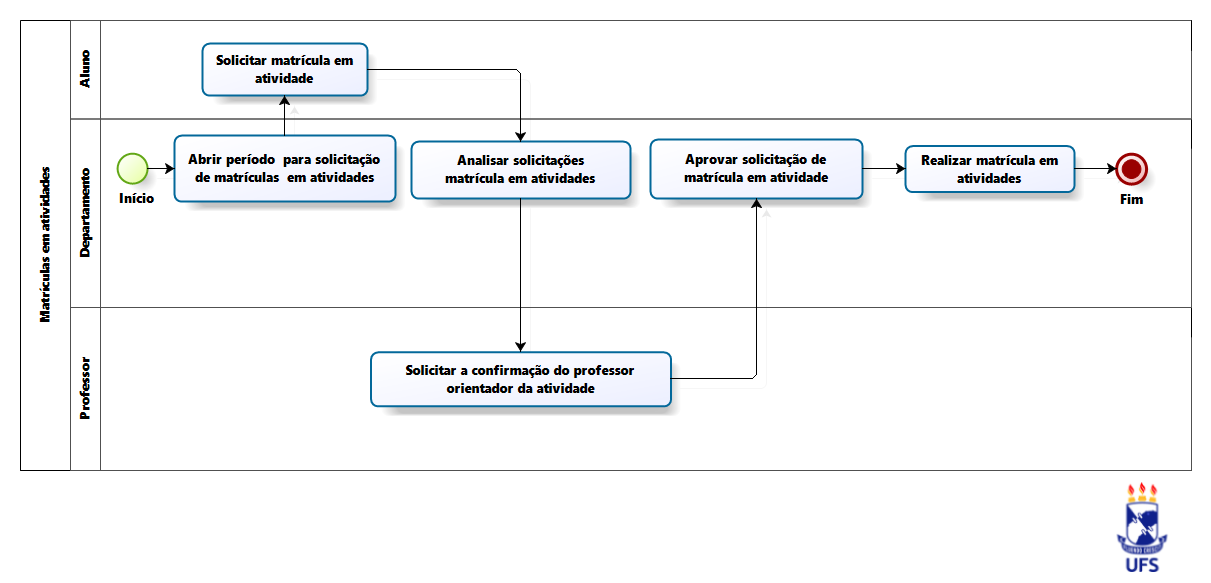 Matrículas em atividades
Aluno
Solicitar matrícula em
atividade
Departamento
Início
Abrir período para solicitação
de matrículas em atividades
Analisar solicitações
matrícula em atividades
Aprovar solicitação de
matrícula em atividade
Realizar matrícula em
atividades
Fim
Professor
Solicitar a confirmação do professor
orientador da atividade
UFS